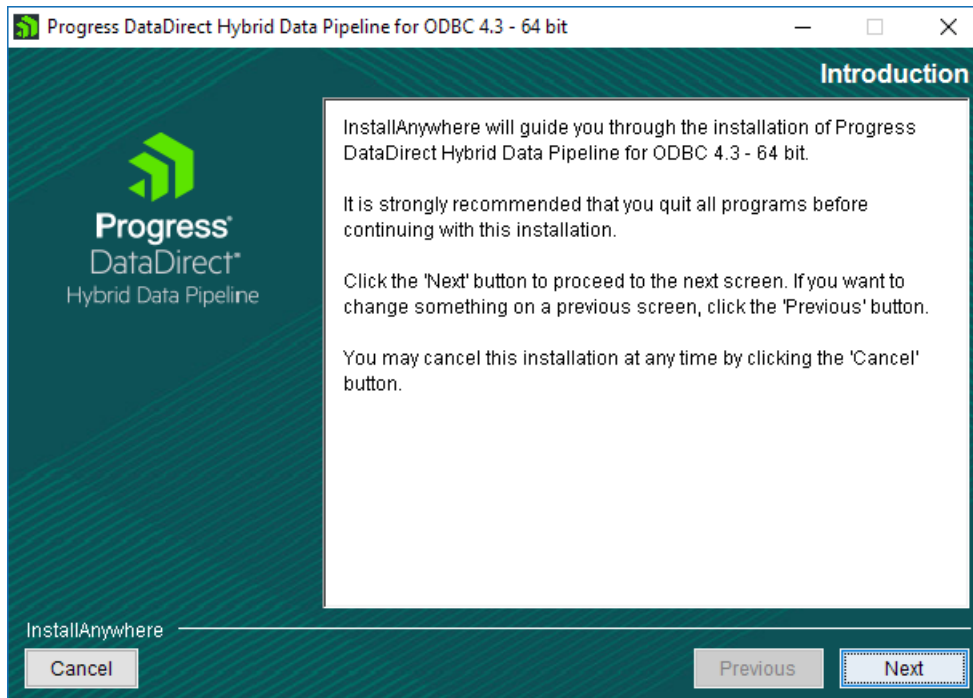 Progress DataDirect Hybrid Data Pipeline for ODBC 4.3 - 64 bit
Introduction
Progress®
DataDirect®
Hybrid Data Pipeline
InstallAnywhere will guide you through the installation of Progress
DataDirect Hybrid Data Pipeline for ODBC 4.3 - 64 bit.
It is strongly recommended that you quit all programs before
continuing with this installation.
Click the 'Next' button to proceed to the next screen. If you want to
change something on a previous screen, click the 'Previous' button.
You may cancel this installation at any time by clicking the 'Cancel'
button.
InstallAnywhere
Cancel
Previous
Next